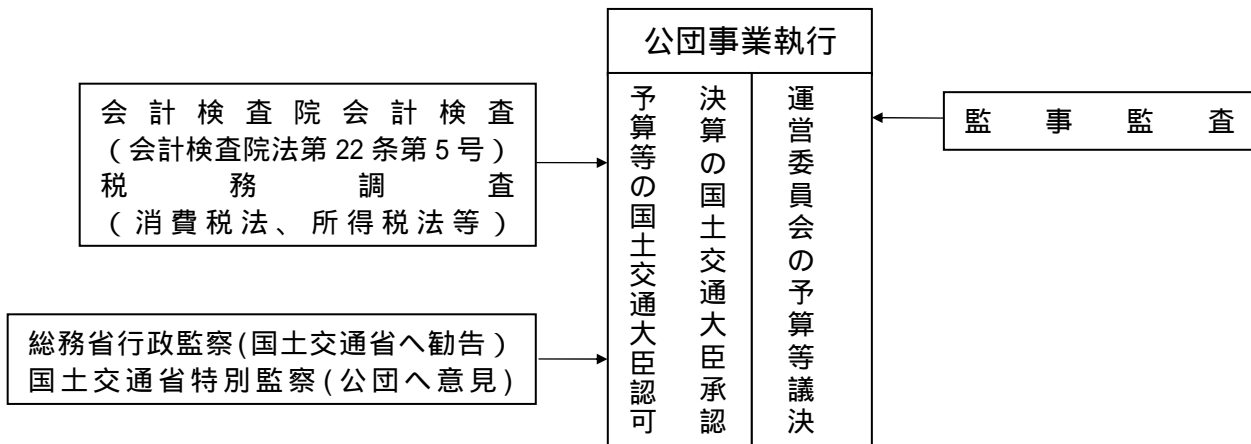 公団事業執行
会計検査院会計検査
（会計検査院法第 22 条第 5 号）
税務調査
（消費税法、所得税法等）
総務省行政監察(国土交通省へ勧告）
国土交通省特別監察(公団へ意見)
予算等の国土交通大臣認可
決算の国土交通大臣承認
運営委員会の予算等議決
監事監査